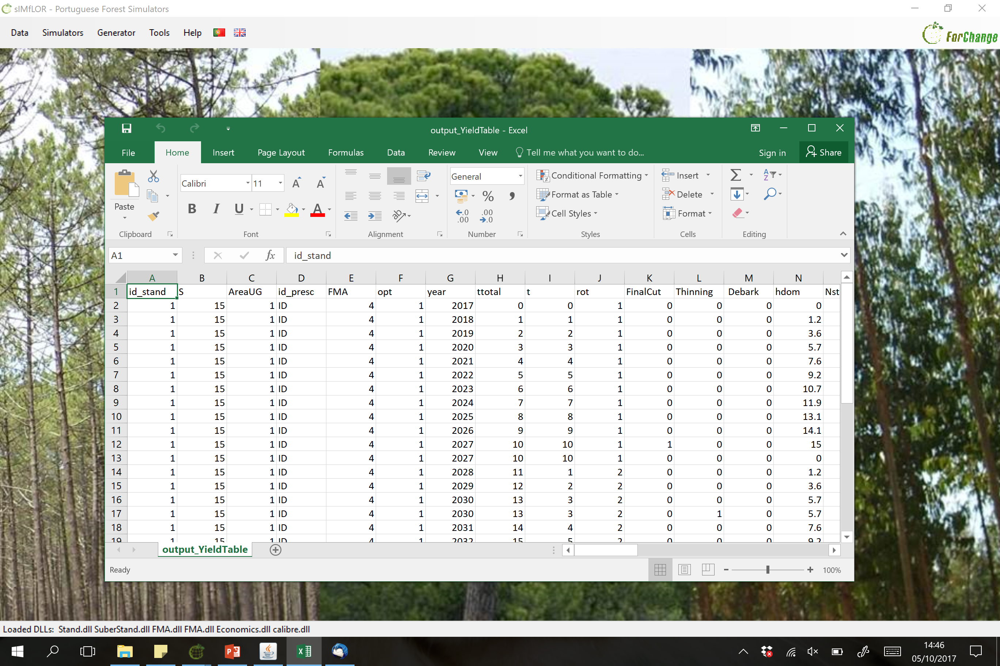 sIMfLOR - Portuguese Forest Simulators
Data Simulators Generator Tools Help
ForChange
output_YieldTable - Excel
File Home Insert Page Layout Formulas Data Review View Tell me what you want to do... Sign in Share
Paste
Calibri 11 A A
General
Conditional Formatting
Insert
Format as Table
Delete
B I U A
% ,
Cell Styles
Format
Clipboard Font Alignment Number Styles Cells Editing
A1 fx id_stand
A B C D E F G H I J K L M N
1 id_stand S AreaUG id_presc FMA opt year ttotal t rot FinalCut Thinning Debark hdom Nst
2 1 15 1 ID 4 1 2017 0 0 1 0 0 0 0
3 1 15 1 ID 4 1 2018 1 1 1 0 0 0 1.2
4 1 15 1 ID 4 1 2019 2 2 1 0 0 0 3.6
5 1 15 1 ID 4 1 2020 3 3 1 0 0 0 5.7
6 1 15 1 ID 4 1 2021 4 4 1 0 0 0 7.6
7 1 15 1 ID 4 1 2022 5 5 1 0 0 0 9.2
8 1 15 1 ID 4 1 2023 6 6 1 0 0 0 10.7
9 1 15 1 ID 4 1 2024 7 7 1 0 0 0 11.9
10 1 15 1 ID 4 1 2025 8 8 1 0 0 0 13.1
11 1 15 1 ID 4 1 2026 9 9 1 0 0 0 14.1
12 1 15 1 ID 4 1 2027 10 10 1 1 0 0 15
13 1 15 1 ID 4 1 2027 10 10 1 0 0 0 0
14 1 15 1 ID 4 1 2028 11 1 2 0 0 0 1.2
15 1 15 1 ID 4 1 2029 12 2 2 0 0 0 3.6
16 1 15 1 ID 4 1 2030 13 3 2 0 0 0 5.7
17 1 15 1 ID 4 1 2030 13 3 2 0 1 0 5.7
18 1 15 1 ID 4 1 2031 14 4 2 0 0 0 7.6
19 1 15 1 ID 4 1 2032 15 5 2 0 0 0 9.2
output_YieldTable
Ready 100%
Loaded DLLs: Stand.dll SuberStand.dll FMA.dll FMA.dll Economics.dll calibre.dll
14:46
05/10/2017